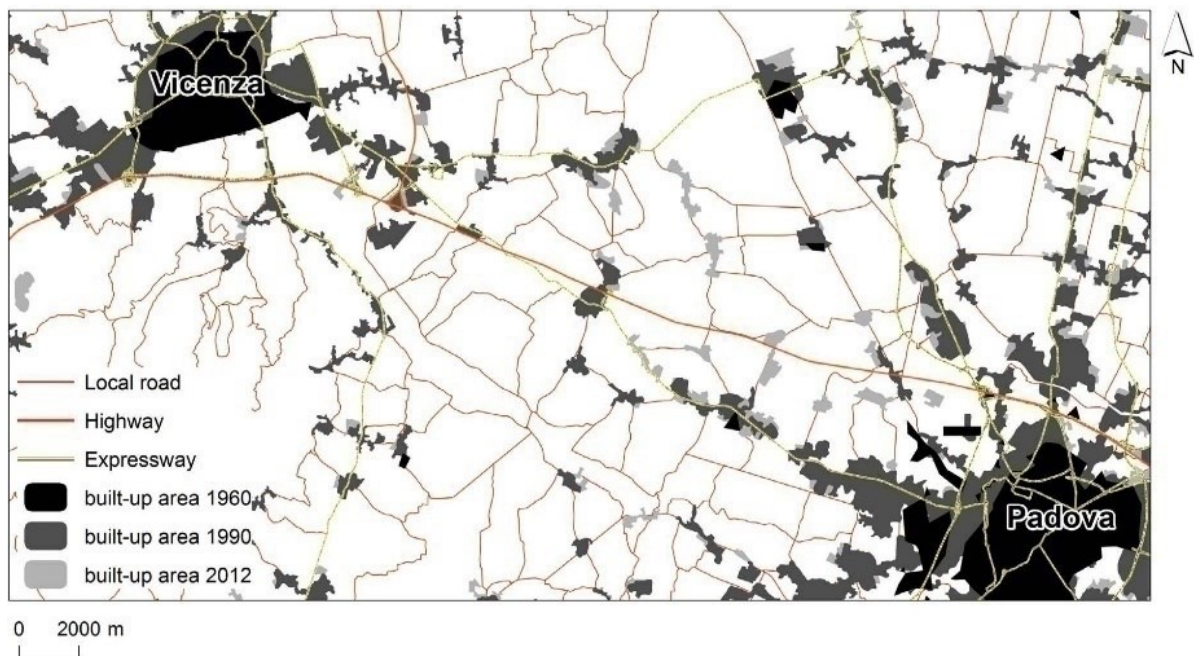 Vicenza
N
Local road
Highway
Expressway
built-up area 1960
built-up area 1990
built-up area 2012
Padova
0 2000 m